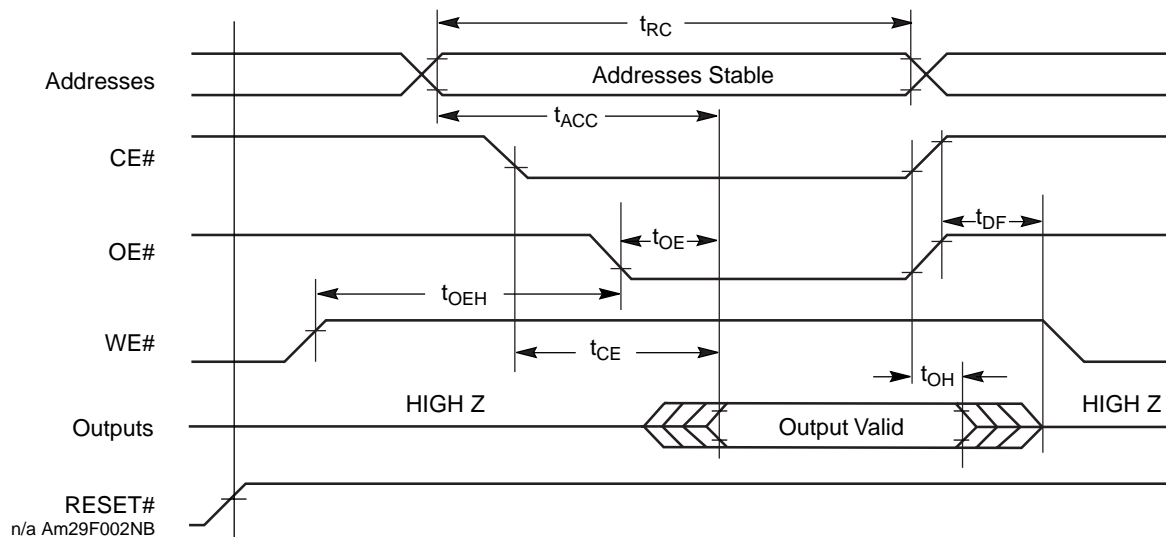 tRC
Addresses
Addresses Stable
tACC
CE#
tDF
OE#
tOE
tOEH
WE#
tCE
tOH
HIGH Z
HIGH Z
Outputs
Output Valid
RESET#
n/a Am29F002NB